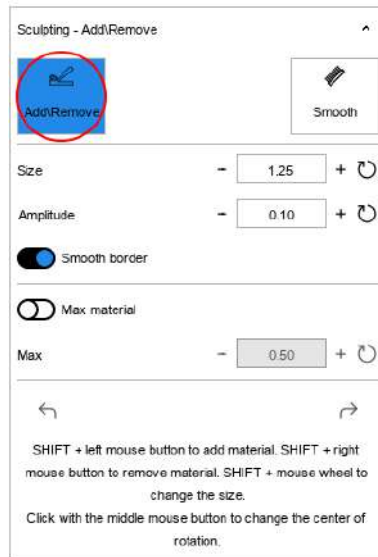 Sculpting - Add\Remove
Add\Remove
Smooth
Size - 1.25 +
Amplitude - 0.10 +
Smooth border
Max material
Max - 0.50 +
SHIFT + left mouse button to add material. SHIFT + right
mouse button to remove material. SHIFT + mouse wheel to
change the size.
Click with the middle mouse button to change the center of
rotation.